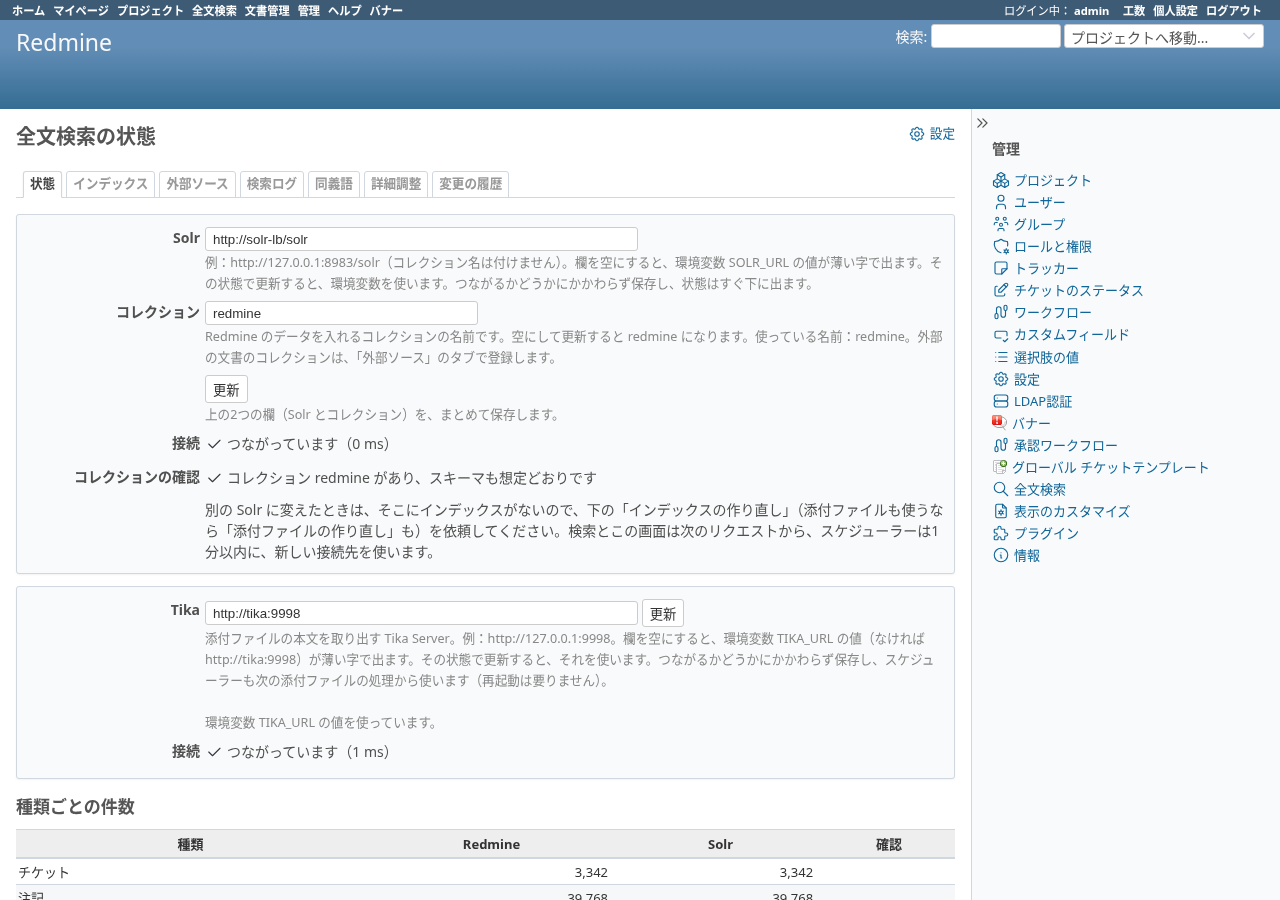 ホーム マイページ プロジェクト 全文検索 文書管理 管理 ヘルプ バナー
ログイン中： admin 工数 個人設定 ログアウト
Redmine
検索:
プロジェクトへ移動...
全文検索の状態
設定
状態 インデックス 外部ソース 検索ログ 同義語 詳細調整 変更の履歴
Solr http://solr-lb/solr
例：http://127.0.0.1:8983/solr（コレクション名は付けません）。欄を空にすると、環境変数 SOLR_URL の値が薄い字で出ます。そ
の状態で更新すると、環境変数を使います。つながるかどうかにかかわらず保存し、状態はすぐ下に出ます。
コレクション redmine
Redmine のデータを入れるコレクションの名前です。空にして更新すると redmine になります。使っている名前：redmine。外部
の文書のコレクションは、「外部ソース」のタブで登録します。
更新
上の2つの欄（Solr とコレクション）を、まとめて保存します。
接続 つながっています（0 ms）
コレクションの確認 コレクション redmine があり、スキーマも想定どおりです
別の Solr に変えたときは、そこにインデックスがないので、下の「インデックスの作り直し」（添付ファイルも使うな
ら「添付ファイルの作り直し」も）を依頼してください。検索とこの画面は次のリクエストから、スケジューラーは1
分以内に、新しい接続先を使います。
Tika http://tika:9998 更新
添付ファイルの本文を取り出す Tika Server。例：http://127.0.0.1:9998。欄を空にすると、環境変数 TIKA_URL の値（なければ
http://tika:9998）が薄い字で出ます。その状態で更新すると、それを使います。つながるかどうかにかかわらず保存し、スケジュ
ーラーも次の添付ファイルの処理から使います（再起動は要りません）。
環境変数 TIKA_URL の値を使っています。
接続 つながっています（1 ms）
種類ごとの件数
種類 Redmine Solr 確認
チケット 3,342 3,342
注記 39,768 39,768
管理
プロジェクト
ユーザー
グループ
ロールと権限
トラッカー
チケットのステータス
ワークフロー
カスタムフィールド
選択肢の値
設定
LDAP認証
バナー
承認ワークフロー
グローバル チケットテンプレート
全文検索
表示のカスタマイズ
プラグイン
情報